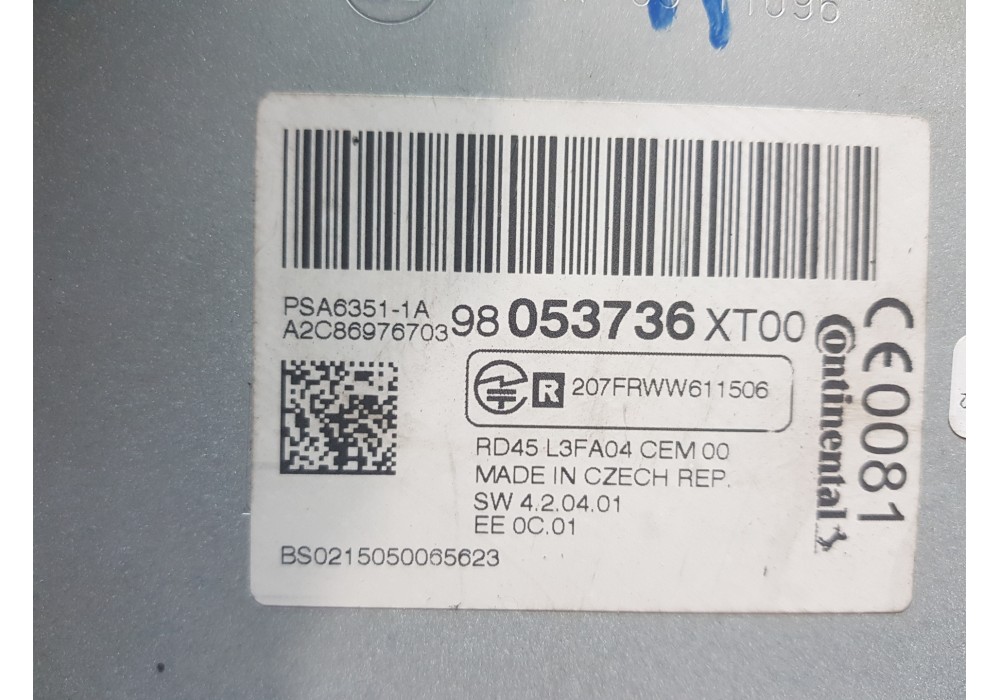 PSA6351-1A
A2C86976703
98 053736 XT00
R 207FRWW611506
RD45 L3FA04 CEM 00
MADE IN CZECH REP.
SW 4.2.04.01
EE 0C.01
BS0215050065623
Continental
CE0081